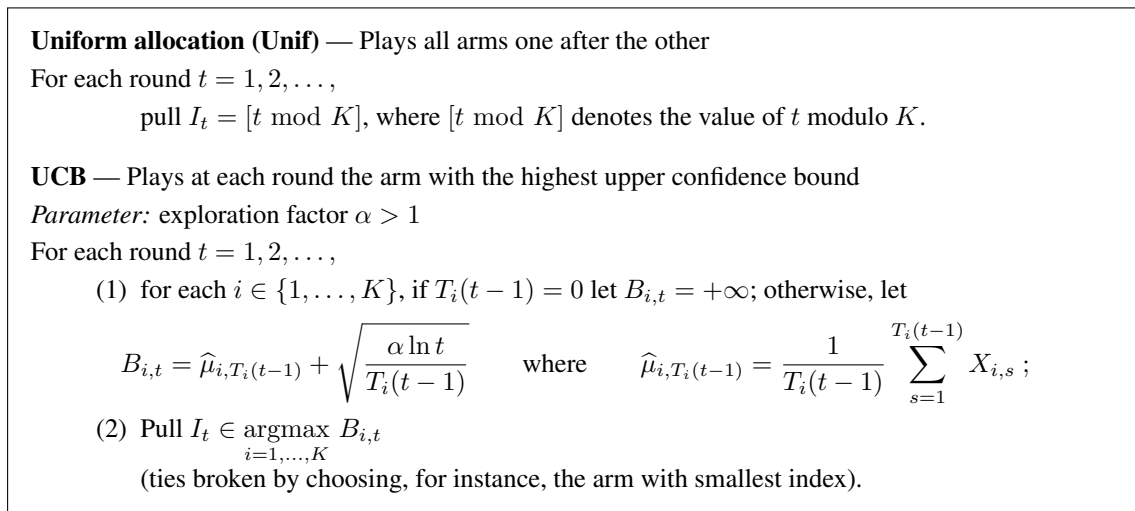 Uniform allocation (Unif) — Plays all arms one after the other
For each round t = 1, 2, . . . ,
pull I_t = [t mod K], where [t mod K] denotes the value of t modulo K.
UCB — Plays at each round the arm with the highest upper confidence bound
Parameter: exploration factor α > 1
For each round t = 1, 2, . . . ,
(1) for each i ∈ {1, . . . , K}, if T_i(t − 1) = 0 let B_{i,t} = +∞; otherwise, let
B_{i,t} = \widehat{μ}_{i,T_i(t−1)} + \sqrt{\frac{α ln t}{T_i(t − 1)}} where \widehat{μ}_{i,T_i(t−1)} = \frac{1}{T_i(t − 1)} \sum_{s=1}^{T_i(t−1)} X_{i,s} ;
(2) Pull I_t ∈ argmax_{i=1,...,K} B_{i,t}
(ties broken by choosing, for instance, the arm with smallest index).